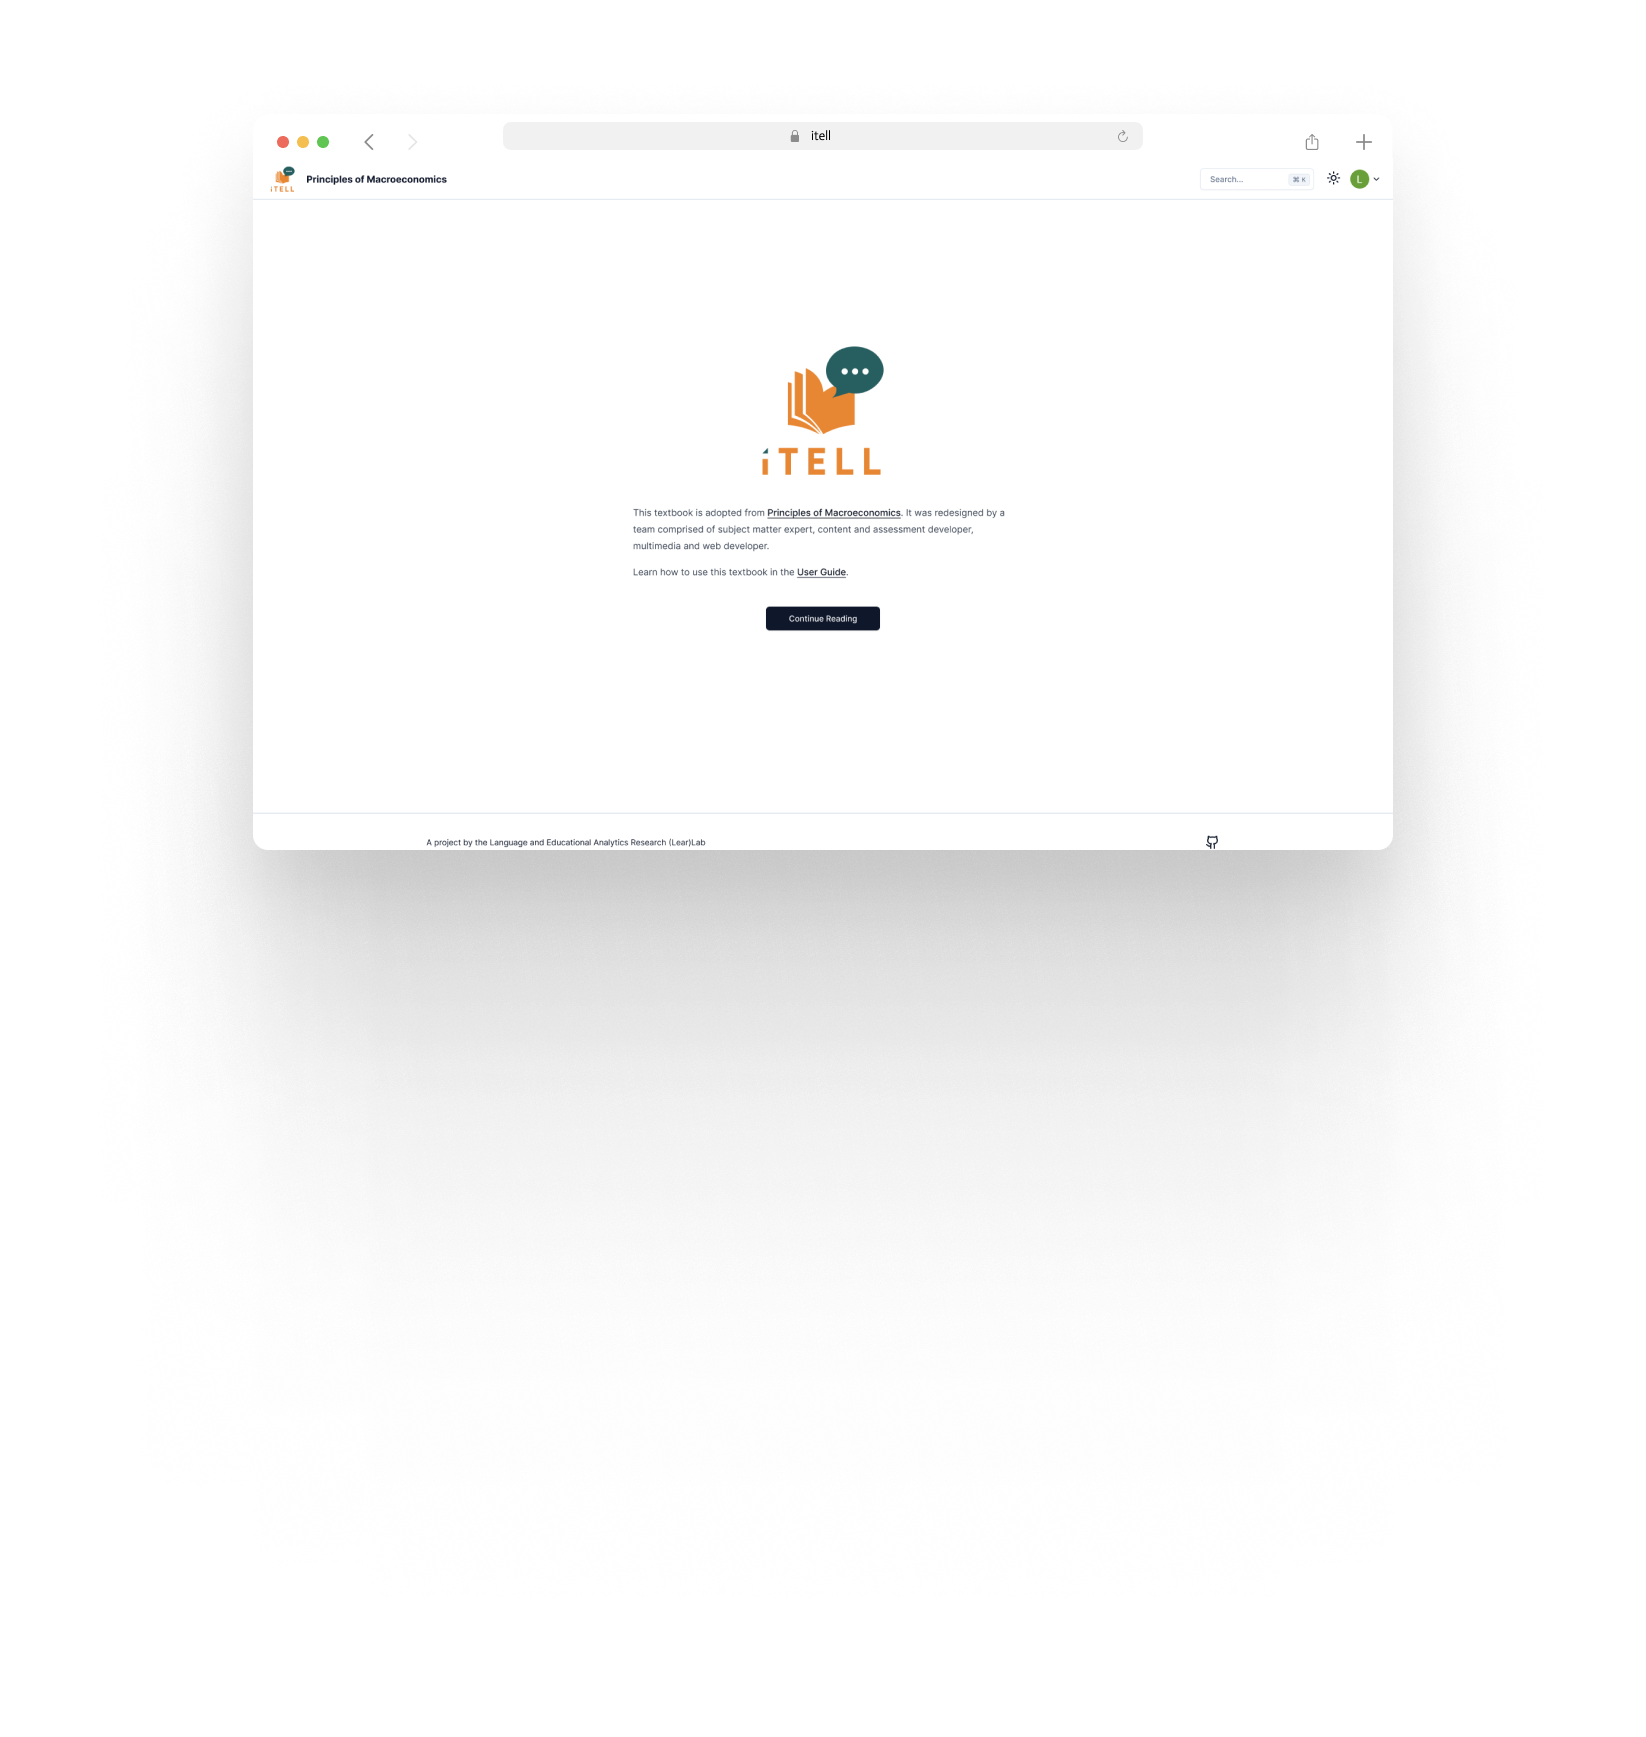 itell
iTELL
Principles of Macroeconomics
Search...
⌘ K
L
iTELL
This textbook is adopted from Principles of Macroeconomics. It was redesigned by a
team comprised of subject matter expert, content and assessment developer,
multimedia and web developer.
Learn how to use this textbook in the User Guide.
Continue Reading
A project by the Language and Educational Analytics Research (Lear)Lab